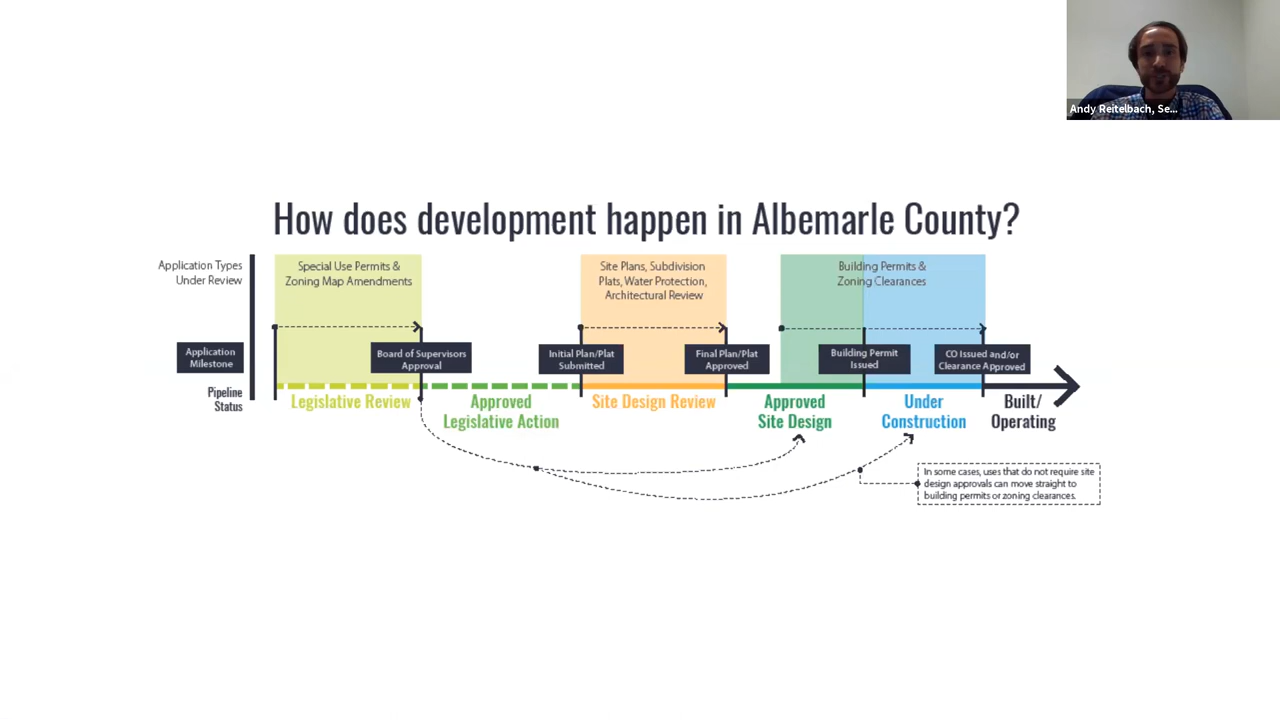 Andy Reitelbach, Se...
How does development happen in Albemarle County?
Application Types
Under Review
Special Use Permits &
Zoning Map Amendments
Site Plans, Subdivision
Plats, Water Protection,
Architectural Review
Building Permits &
Zoning Clearances
Application
Milestone
Board of Supervisors
Approval
Initial Plan/Plat
Submitted
Final Plan/Plat
Approved
Building Permit
Issued
CO Issued and/or
Clearance Approved
Pipeline
Status
Legislative Review
Approved
Legislative Action
Site Design Review
Approved
Site Design
Under
Construction
Built/
Operating
In some cases, uses that do not require site
design approvals can move straight to
building permits or zoning clearances.